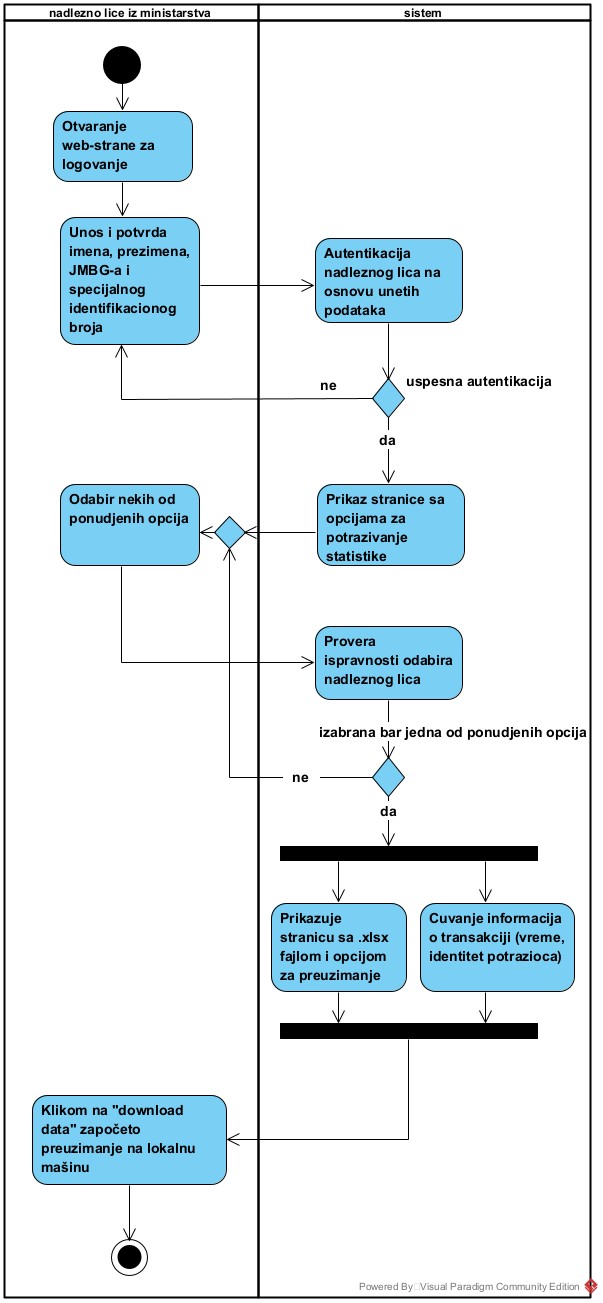 nadlezno lice iz ministarstva
sistem
Otvaranje
web-strane za
logovanje
Unos i potvrda
imena, prezimena,
JMBG-a i
specijalnog
identifikacionog
broja
Autentikacija
nadleznog lica na
osnovu unetih
podataka
ne
uspesna autentikacija
da
Odabir nekih od
ponudjenih opcija
Prikaz stranice sa
opcijama za
potrazivanje
statistike
Provera
ispravnosti odabira
nadleznog lica
izabrana bar jedna od ponudjenih opcija
ne
da
Prikazuje
stranicu sa .xlsx
fajlom i opcijom
za preuzimanje
Cuvanje informacija
o transakciji (vreme,
identitet potrazioca)
Klikom na "download
data" započeto
preuzimanje na lokalnu
mašinu
Powered By Visual Paradigm Community Edition